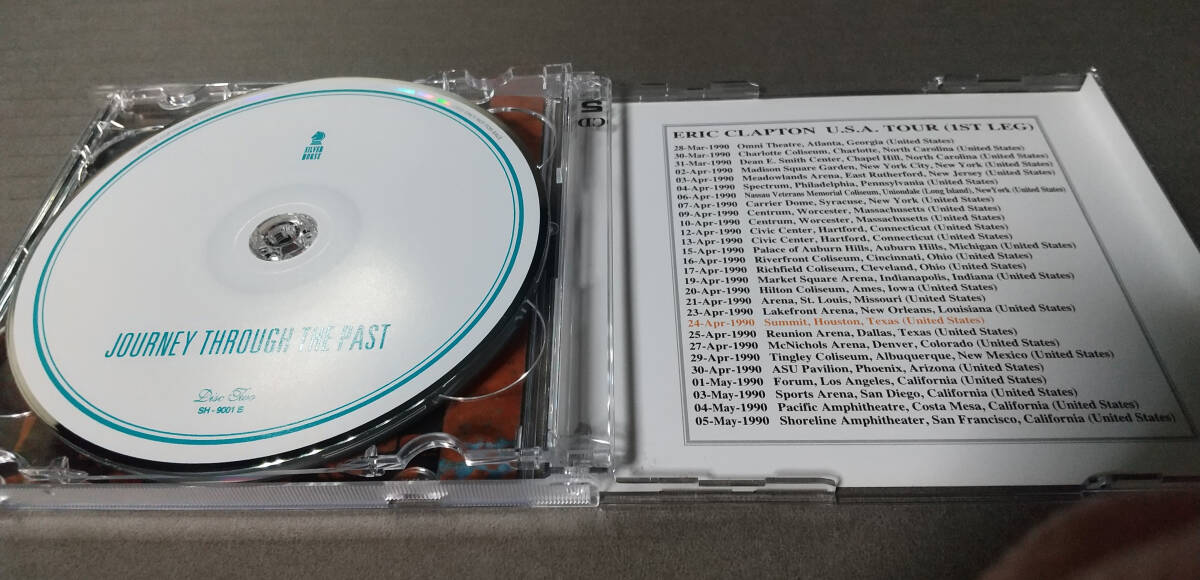 SILVER
HORSE
JOURNEY THROUGH THE PAST
Disc Two
SH - 9001 S
CD
ERIC CLAPTON U.S.A. TOUR (1ST LEG)
28-Mar-1990 Omni Theatre, Atlanta, Georgia (United States)
30-Mar-1990 Charlotte Coliseum, Charlotte, North Carolina (United States)
31-Mar-1990 Dean E. Smith Center, Chapel Hill, North Carolina (United States)
02-Apr-1990 Madison Square Garden, New York City, New York (United States)
03-Apr-1990 Meadowlands Arena, East Rutherford, New Jersey (United States)
04-Apr-1990 Spectrum, Philadelphia, Pennsylvania (United States)
06-Apr-1990 Nassau Veterans Memorial Coliseum, Uniondale (Long Island), NewYork (United States)
07-Apr-1990 Carrier Dome, Syracuse, New York (United States)
09-Apr-1990 Centrum, Worcester, Massachusetts (United States)
10-Apr-1990 Centrum, Worcester, Massachusetts (United States)
12-Apr-1990 Civic Center, Hartford, Connecticut (United States)
13-Apr-1990 Civic Center, Hartford, Connecticut (United States)
15-Apr-1990 Palace of Auburn Hills, Auburn Hills, Michigan (United States)
16-Apr-1990 Riverfront Coliseum, Cincinnati, Ohio (United States)
17-Apr-1990 Richfield Coliseum, Cleveland, Ohio (United States)
19-Apr-1990 Market Square Arena, Indianapolis, Indiana (United States)
20-Apr-1990 Hilton Coliseum, Ames, Iowa (United States)
21-Apr-1990 Arena, St. Louis, Missouri (United States)
23-Apr-1990 Lakefront Arena, New Orleans, Louisiana (United States)
24-Apr-1990 Summit, Houston, Texas (United States)
25-Apr-1990 Reunion Arena, Dallas, Texas (United States)
27-Apr-1990 McNichols Arena, Denver, Colorado (United States)
29-Apr-1990 Tingley Coliseum, Albuquerque, New Mexico (United States)
30-Apr-1990 ASU Pavilion, Phoenix, Arizona (United States)
01-May-1990 Forum, Los Angeles, California (United States)
03-May-1990 Sports Arena, San Diego, California (United States)
04-May-1990 Pacific Amphitheatre, Costa Mesa, California (United States)
05-May-1990 Shoreline Amphitheater, San Francisco, California (United States)